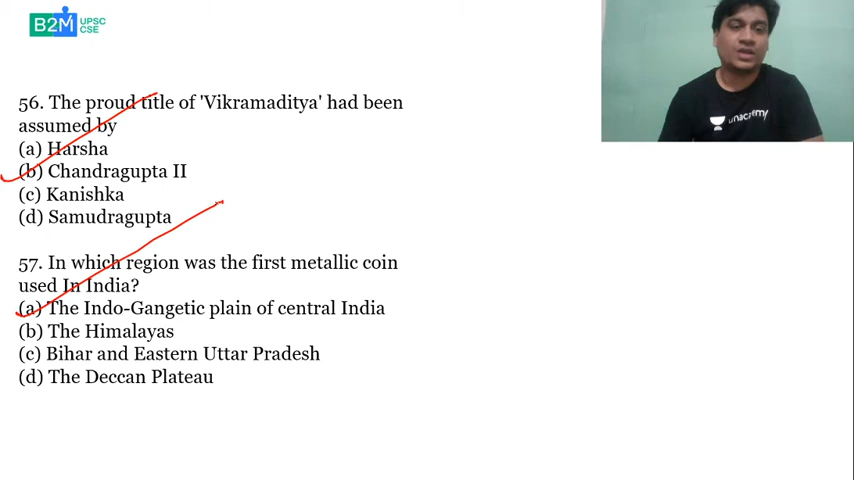 B2M UPSC
CSE
unacademy
56. The proud title of 'Vikramaditya' had been
assumed by
(a) Harsha
(b) Chandragupta II
(c) Kanishka
(d) Samudragupta
57. In which region was the first metallic coin
used In India?
(a) The Indo-Gangetic plain of central India
(b) The Himalayas
(c) Bihar and Eastern Uttar Pradesh
(d) The Deccan Plateau